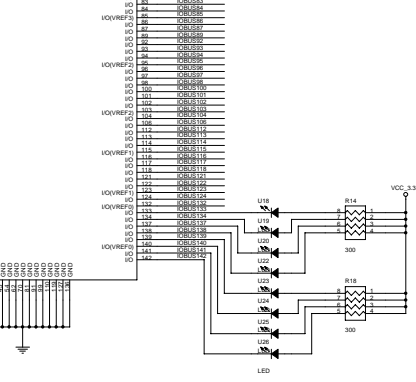 I/O 83 IOBUS83
I/O 84 IOBUS84
I/O(VREF3) 85 IOBUS85
I/O 86 IOBUS86
I/O 87 IOBUS87
I/O 89 IOBUS89
I/O 92 IOBUS92
I/O 93 IOBUS93
I/O 94 IOBUS94
I/O(VREF2) 95 IOBUS95
I/O 96 IOBUS96
I/O 97 IOBUS97
I/O 98 IOBUS98
I/O 100 IOBUS100
I/O 101 IOBUS101
I/O 102 IOBUS102
I/O(VREF2) 103 IOBUS103
I/O 104 IOBUS104
I/O 106 IOBUS106
I/O 112 IOBUS112
I/O 113 IOBUS113
I/O 114 IOBUS114
I/O(VREF1) 115 IOBUS115
I/O 116 IOBUS116
I/O 117 IOBUS117
I/O 118 IOBUS118
I/O 121 IOBUS121
I/O 122 IOBUS122
I/O(VREF1) 123 IOBUS123
I/O 124 IOBUS124
I/O(VREF0) 132 IOBUS132
I/O 133 IOBUS133
I/O 134 IOBUS134
I/O 137 IOBUS137
I/O 138 IOBUS138
I/O 139 IOBUS139
I/O(VREF0) 140 IOBUS140
I/O 141 IOBUS141
I/O 142 IOBUS142
VCC_3.3
U18 R14
8 1
7 2
U19
6 3
5 4
U20
300
U22
U23 R18
8 1
7 2
U24
6 3
5 4
U25
300
U26
LED
GND GND GND GND GND GND GND GND GND GND